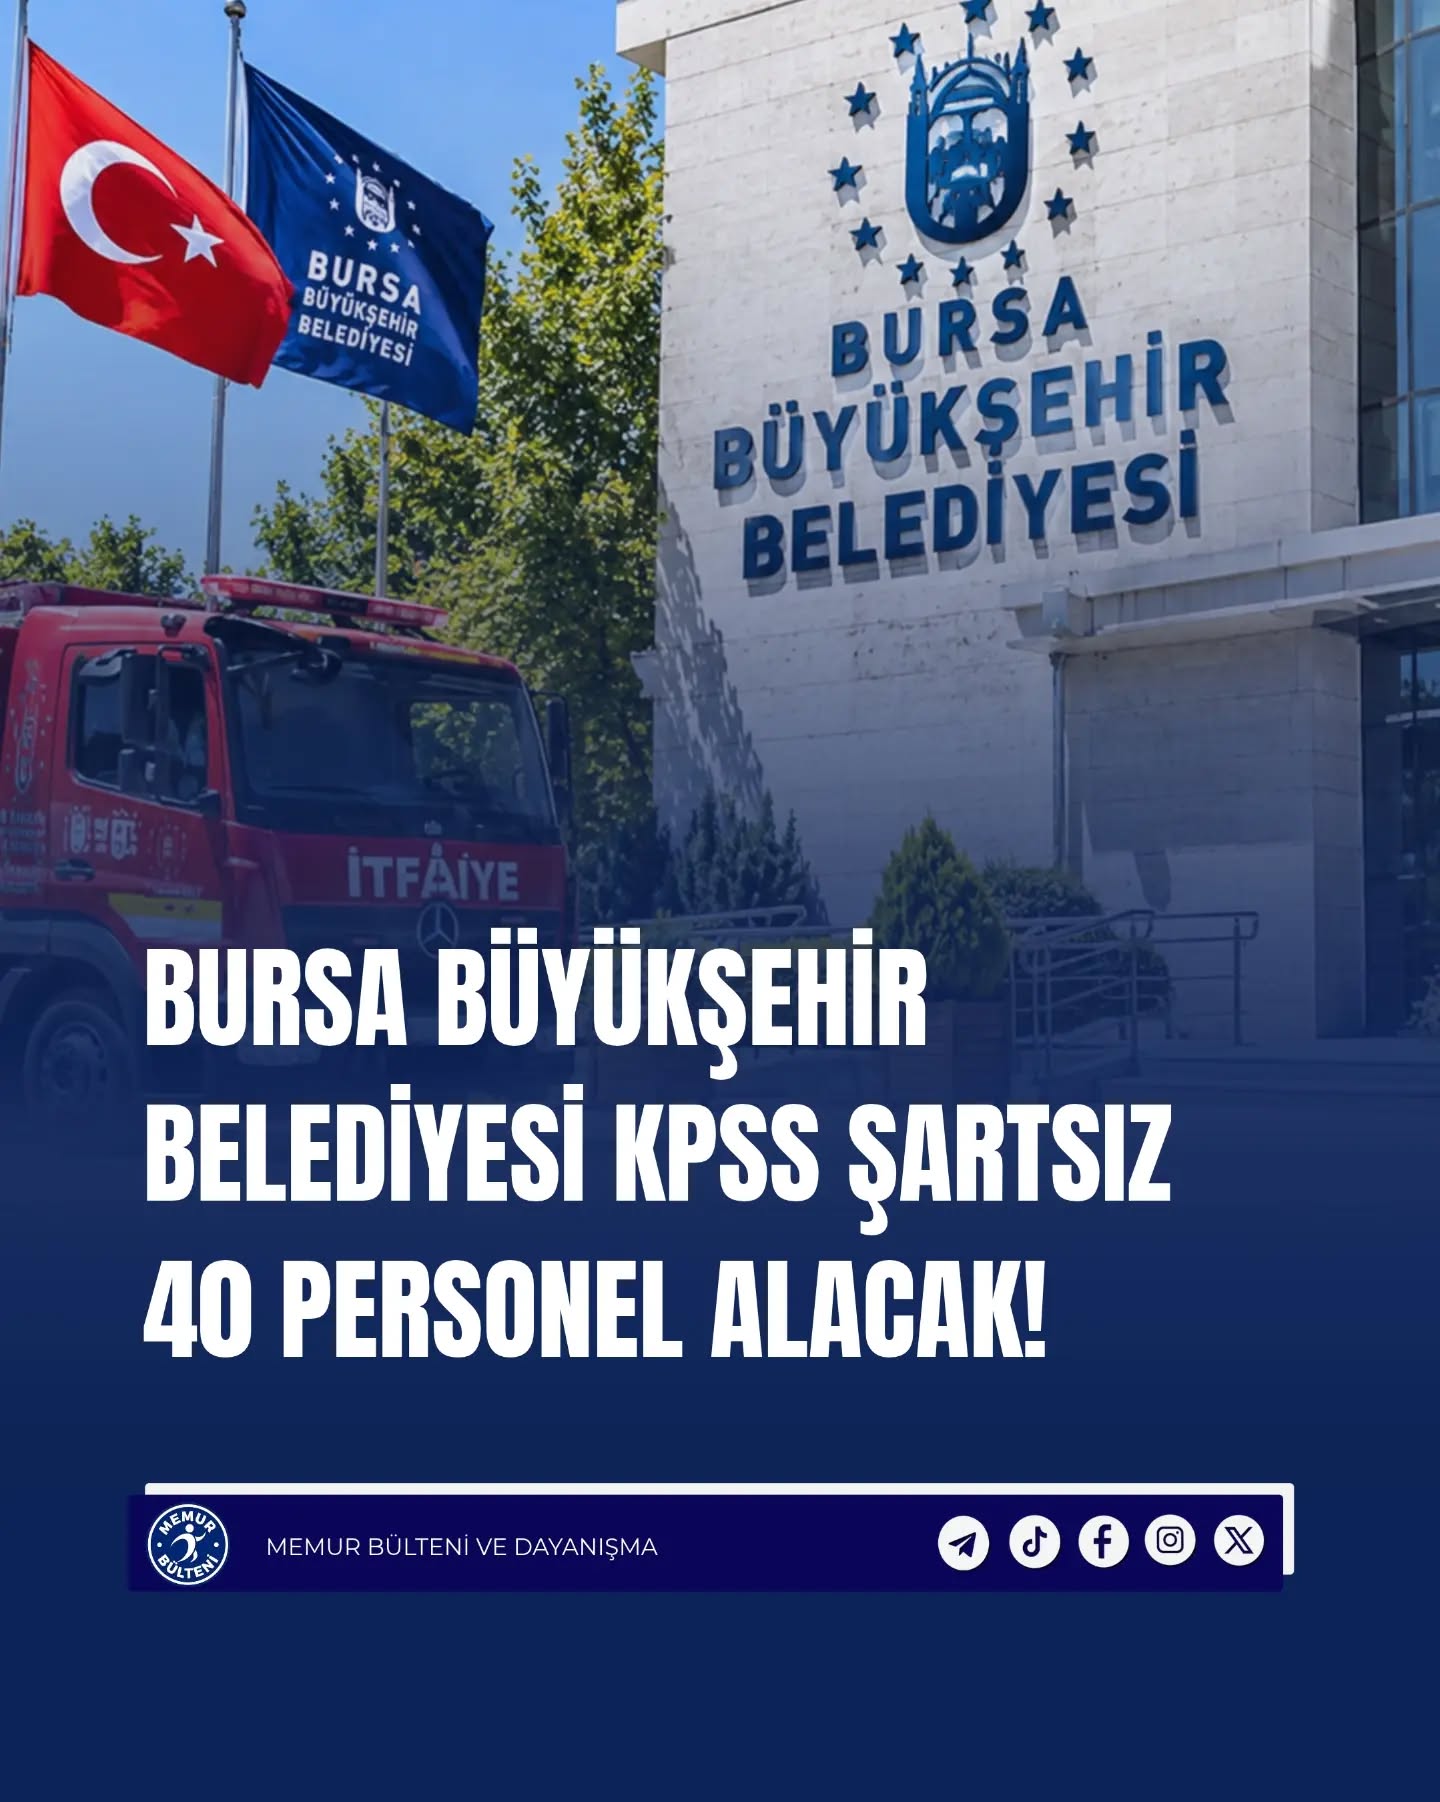 BURSA
BÜYÜKŞEHİR
BELEDİYESİ
BURSA
BÜYÜKŞEHİR
BELEDİYESİ
İTFAİYE
BURSA BÜYÜKŞEHİR
BELEDİYESİ KPSS ŞARTSIZ
40 PERSONEL ALACAK!
MEMUR BÜLTENİ
MEMUR BÜLTENİ VE DAYANIŞMA